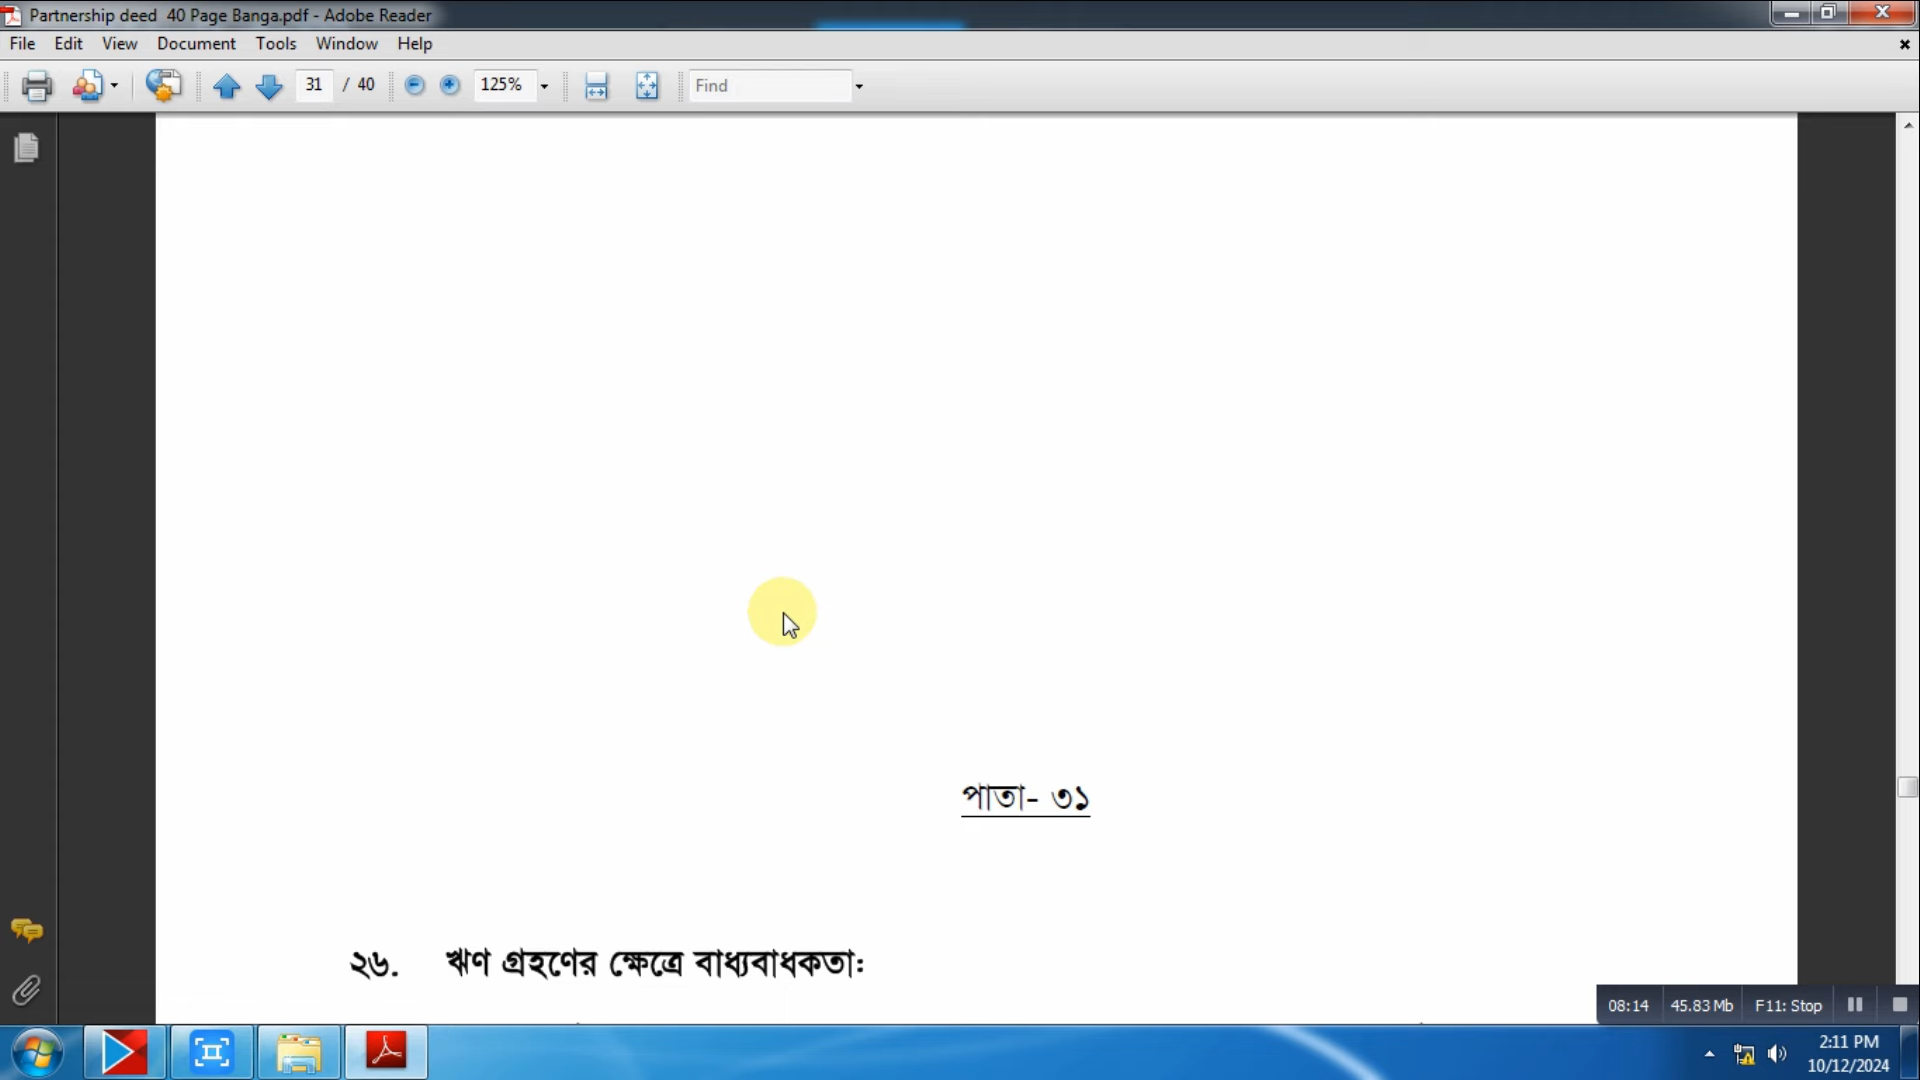 Partnership deed  40 Page Banga.pdf - Adobe Reader
File Edit View Document Tools Window Help
31 / 40 125% Find
পাতা- ৩১
২৬. ঋণ গ্রহণের ক্ষেত্রে বাধ্যবাধকতাঃ
08:14 45.83 Mb F11: Stop
2:11 PM
10/12/2024